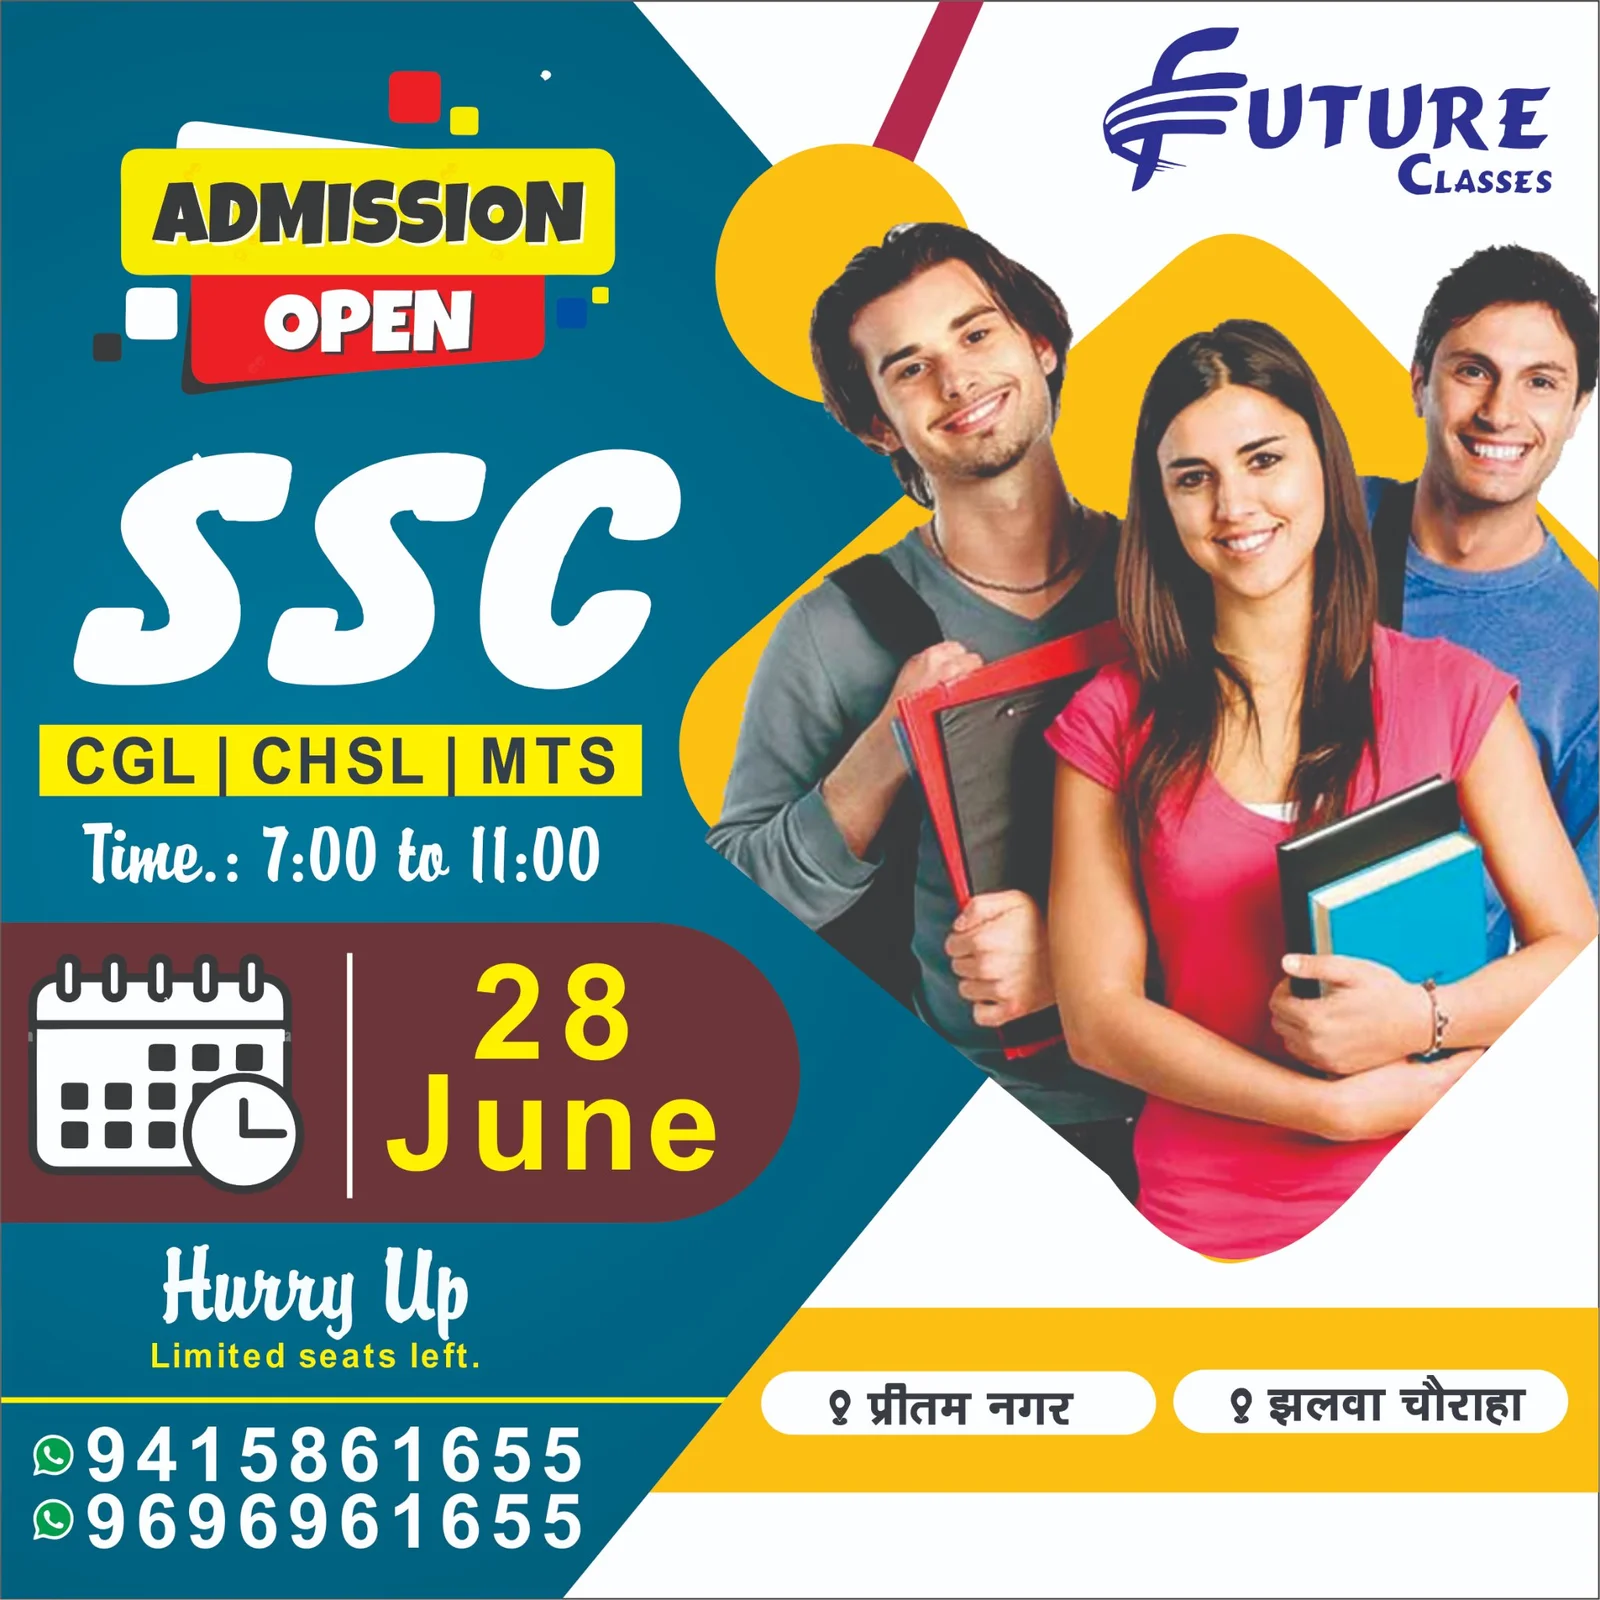 FUTURE
CLASSES
ADMISSION
OPEN
SSC
CGL | CHSL | MTS
Time.: 7:00 to 11:00
28
June
Hurry Up
Limited seats left.
9415861655
9696961655
प्रीतम नगर
झलवा चौराहा